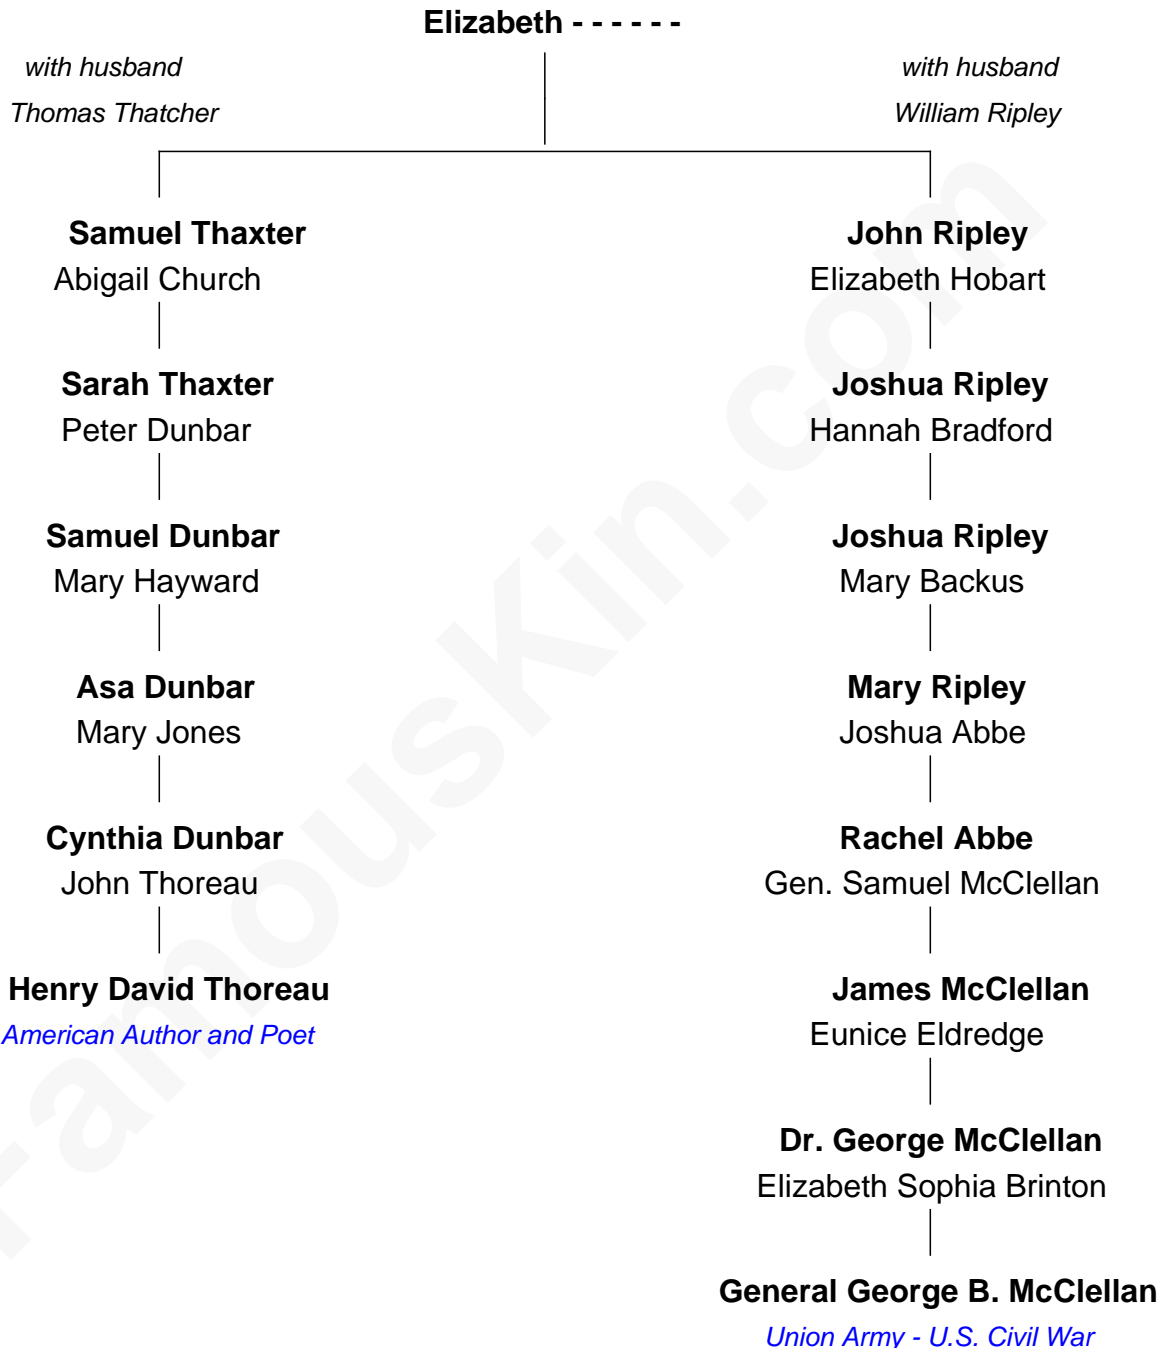 Elizabeth - - - - - -
with husband
Thomas Thatcher
with husband
William Ripley
Samuel Thaxter
Abigail Church
John Ripley
Elizabeth Hobart
Sarah Thaxter
Peter Dunbar
Joshua Ripley
Hannah Bradford
Samuel Dunbar
Mary Hayward
Joshua Ripley
Mary Backus
Asa Dunbar
Mary Jones
Mary Ripley
Joshua Abbe
Cynthia Dunbar
John Thoreau
Rachel Abbe
Gen. Samuel McClellan
Henry David Thoreau
American Author and Poet
James McClellan
Eunice Eldredge
Dr. George McClellan
Elizabeth Sophia Brinton
General George B. McClellan
Union Army - U.S. Civil War
FamousKin.com